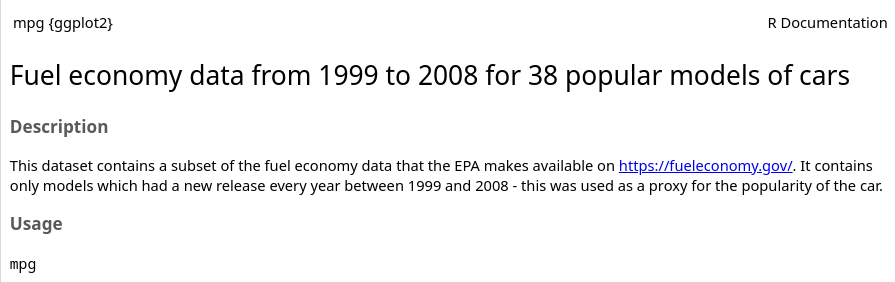 mpg {ggplot2} R Documentation
Fuel economy data from 1999 to 2008 for 38 popular models of cars
Description
This dataset contains a subset of the fuel economy data that the EPA makes available on https://fueleconomy.gov/. It contains
only models which had a new release every year between 1999 and 2008 - this was used as a proxy for the popularity of the car.
Usage
mpg